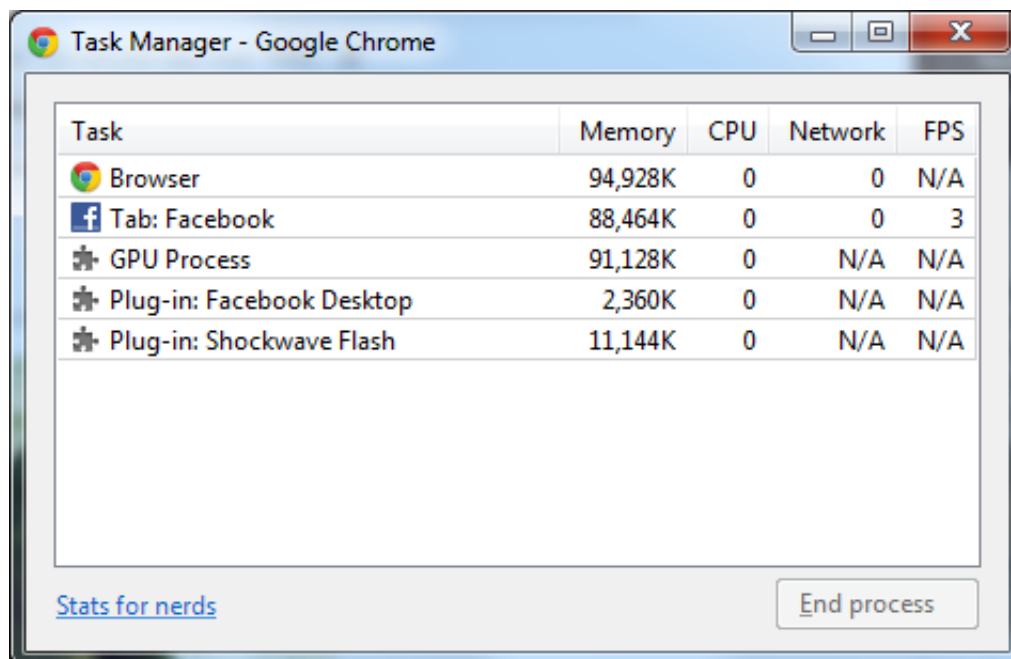 Task Manager - Google Chrome
Task Memory CPU Network FPS
Browser 94,928K 0 0 N/A
Tab: Facebook 88,464K 0 0 3
GPU Process 91,128K 0 N/A N/A
Plug-in: Facebook Desktop 2,360K 0 N/A N/A
Plug-in: Shockwave Flash 11,144K 0 N/A N/A
Stats for nerds End process